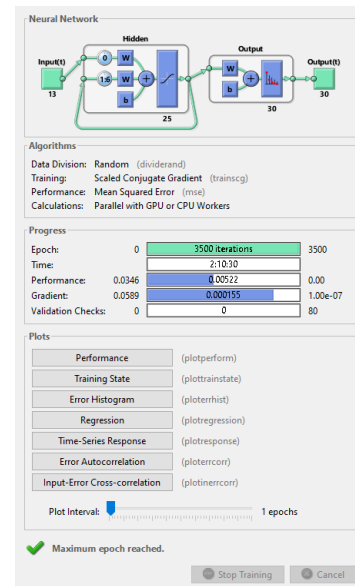 Neural Network
Hidden
Output
Input(t)
Output(t)
0
W
1:6
W
+
b
W
b
+
13
25
30
30
Algorithms
Data Division: Random (dividerand)
Training: Scaled Conjugate Gradient (trainscg)
Performance: Mean Squared Error (mse)
Calculations: Parallel with GPU or CPU Workers
Progress
Epoch: 0 3500 iterations 3500
Time: 2:10:30
Performance: 0.0346 0.00522 0.00
Gradient: 0.0589 0.000155 1.00e-07
Validation Checks: 0 0 80
Plots
Performance (plotperform)
Training State (plottrainstate)
Error Histogram (ploterrhist)
Regression (plotregression)
Time-Series Response (plotresponse)
Error Autocorrelation (ploterrcorr)
Input-Error Cross-correlation (plotinerrcorr)
Plot Interval: 1 epochs
Maximum epoch reached.
Stop Training Cancel